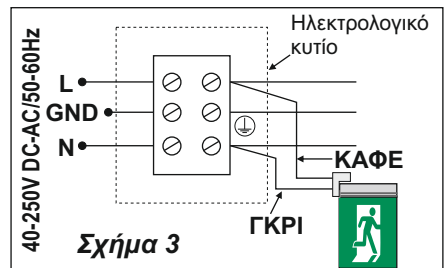 40-250V DC-AC/50-60Hz
Ηλεκτρολογικό
κυτίο
L
GND
N
ΚΑΦΕ
ΓΚΡΙ
Σχήμα 3